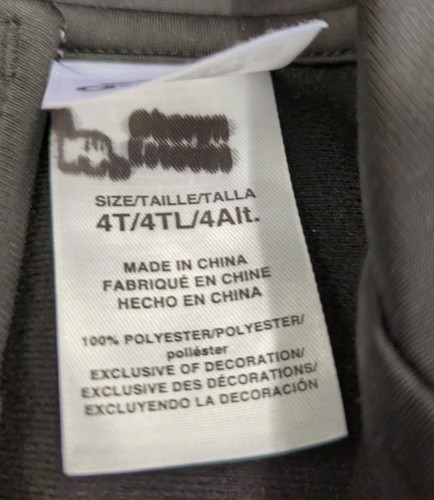 SIZE/TAILLE/TALLA
4T/4TL/4Alt.
MADE IN CHINA
FABRIQUÉ EN CHINE
HECHO EN CHINA
100% POLYESTER/POLYESTER/
poliéster
EXCLUSIVE OF DECORATION/
EXCLUSIVE DES DÉCORATIONS/
EXCLUYENDO LA DECORACIÓN